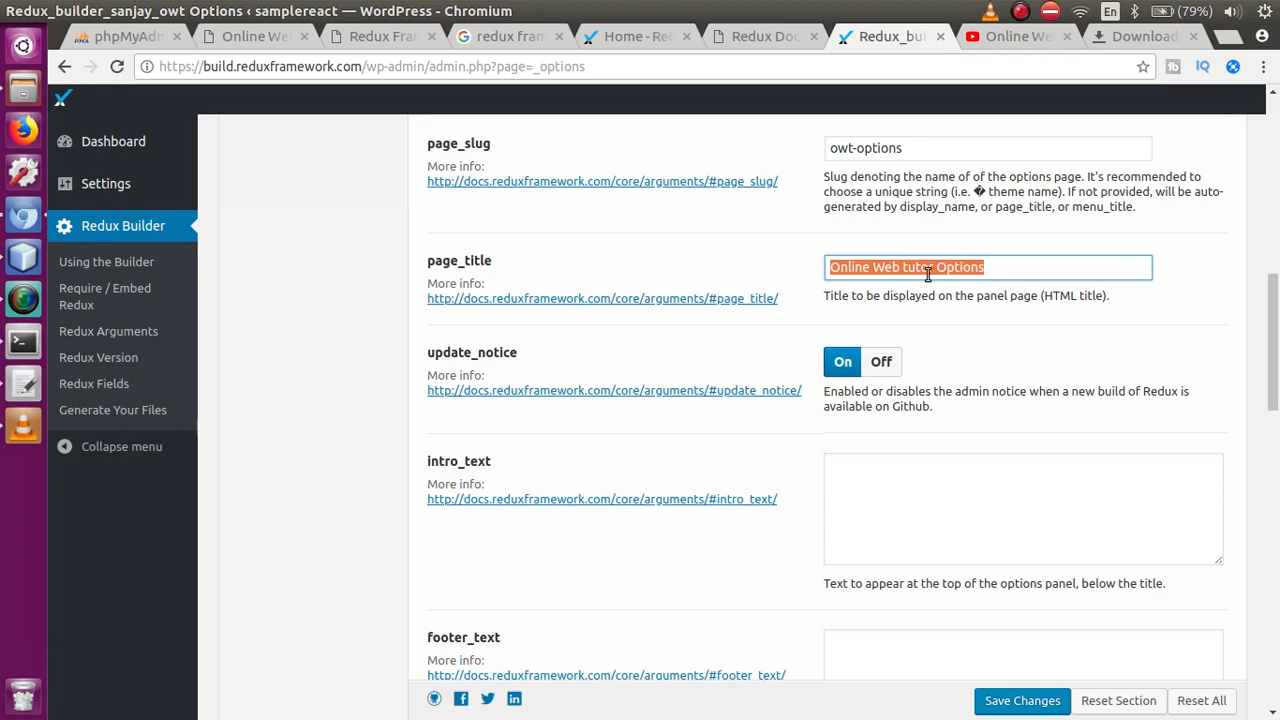 Redux_builder_sanjay_owt Options ‹ samplereact — WordPress - Chromium
En
(79%)
phpMyAdm
Online We
Redux Fra
redux fram
Home - Re
Redux Doc
Redux_bui
Online We
Download
https://build.reduxframework.com/wp-admin/admin.php?page=_options
IQ
Dashboard
Settings
Redux Builder
Using the Builder
Require / Embed
Redux
Redux Arguments
Redux Version
Redux Fields
Generate Your Files
Collapse menu
page_slug
More info:
http://docs.reduxframework.com/core/arguments/#page_slug/
owt-options
Slug denoting the name of of the options page. It's recommended to
choose a unique string (i.e. � theme name). If not provided, will be auto-
generated by display_name, or page_title, or menu_title.
page_title
More info:
http://docs.reduxframework.com/core/arguments/#page_title/
Online Web tutor Options
Title to be displayed on the panel page (HTML title).
update_notice
More info:
http://docs.reduxframework.com/core/arguments/#update_notice/
On Off
Enabled or disables the admin notice when a new build of Redux is
available on Github.
intro_text
More info:
http://docs.reduxframework.com/core/arguments/#intro_text/
Text to appear at the top of the options panel, below the title.
footer_text
More info:
http://docs.reduxframework.com/core/arguments/#footer_text/
Save Changes
Reset Section
Reset All